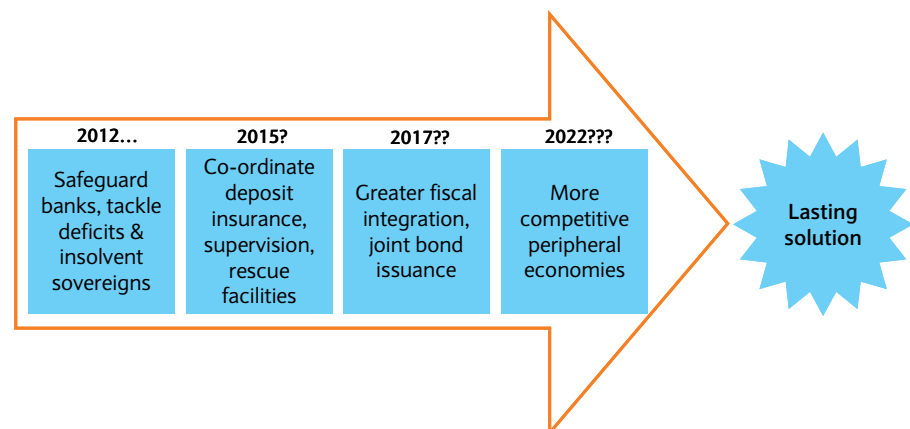 2012...
Safeguard
banks, tackle
deficits &
insolvent
sovereigns
2015?
Co-ordinate
deposit
insurance,
supervision,
rescue
facilities
2017??
Greater fiscal
integration,
joint bond
issuance
2022???
More
competitive
peripheral
economies
Lasting
solution